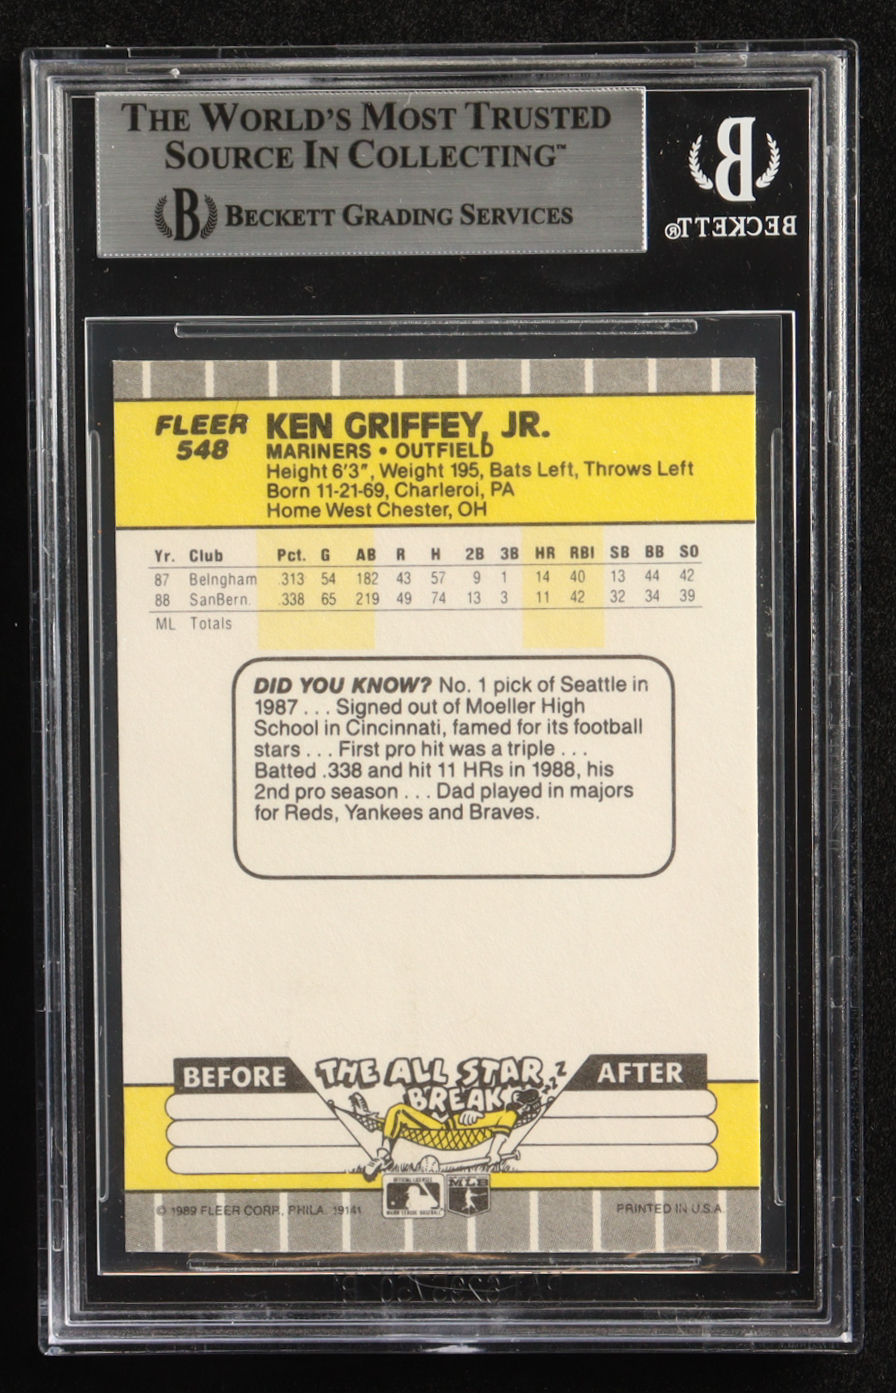 THE WORLD'S MOST TRUSTED
SOURCE IN COLLECTING™
B BECKETT GRADING SERVICES
B
BECKETT®
FLEER
548
KEN GRIFFEY, JR.
MARINERS • OUTFIELD
Height 6'3", Weight 195, Bats Left, Throws Left
Born 11-21-69, Charleroi, PA
Home West Chester, OH
Yr. Club Pct. G AB R H 2B 3B HR RBI SB BB SO
87 Belngham .313 54 182 43 57 9 1 14 40 13 44 42
88 SanBern. .338 65 219 49 74 13 3 11 42 32 34 39
ML Totals
DID YOU KNOW? No. 1 pick of Seattle in
1987 . . . Signed out of Moeller High
School in Cincinnati, famed for its football
stars . . . First pro hit was a triple . . .
Batted .338 and hit 11 HRs in 1988, his
2nd pro season . . . Dad played in majors
for Reds, Yankees and Braves.
BEFORE THE ALL STAR BREAK AFTER
ZZZ
© 1989 FLEER CORP., PHILA. 19141
MLB
PRINTED IN U.S.A.